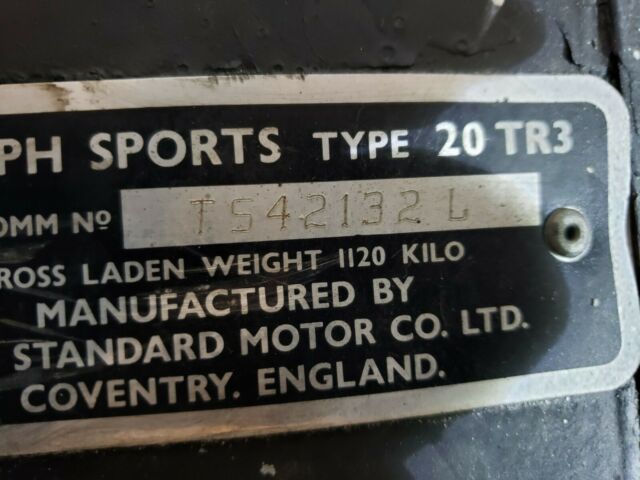 PH SPORTS TYPE 20 TR3
OMM Nº TS42132 L
ROSS LADEN WEIGHT 1120 KILO
MANUFACTURED BY
STANDARD MOTOR CO. LTD.
COVENTRY. ENGLAND.